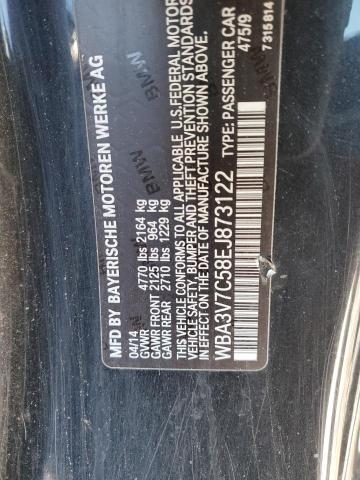 MFD BY BAYERISCHE MOTOREN WERKE AG
04/14
GVWR 4770 lbs 2164 kg
GAWR FRONT 2125 lbs 964 kg
GAWR REAR 2710 lbs 1229 kg
THIS VEHICLE CONFORMS TO ALL APPLICABLE U.S.FEDERAL MOTOR
VEHICLE SAFETY, BUMPER AND THEFT PREVENTION STANDARDS
IN EFFECT ON THE DATE OF MANUFACTURE SHOWN ABOVE.
WBA3V7C58EJ873122 TYPE: PASSENGER CAR
475/9
7 315 814
BMW
BMW
BMW